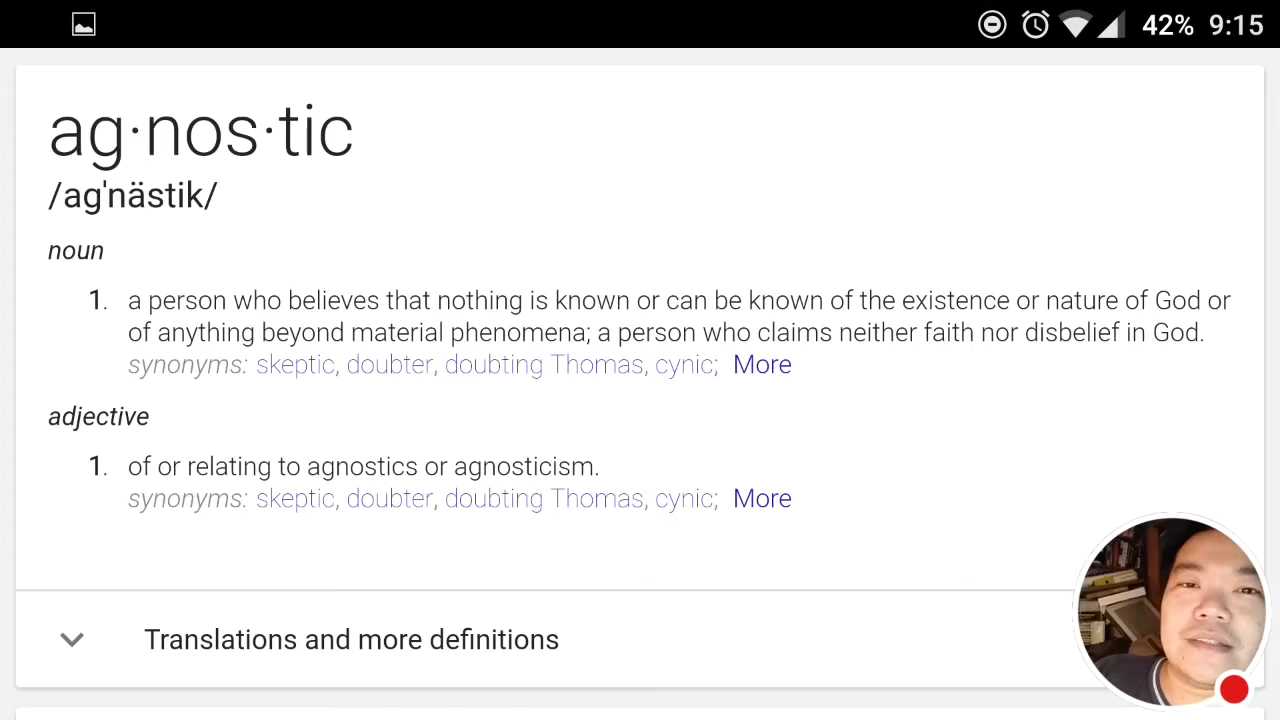 42% 9:15
ag·nos·tic
/agˈnästik/
noun
1. a person who believes that nothing is known or can be known of the existence or nature of God or
of anything beyond material phenomena; a person who claims neither faith nor disbelief in God.
synonyms: skeptic, doubter, doubting Thomas, cynic; More
adjective
1. of or relating to agnostics or agnosticism.
synonyms: skeptic, doubter, doubting Thomas, cynic; More
Translations and more definitions